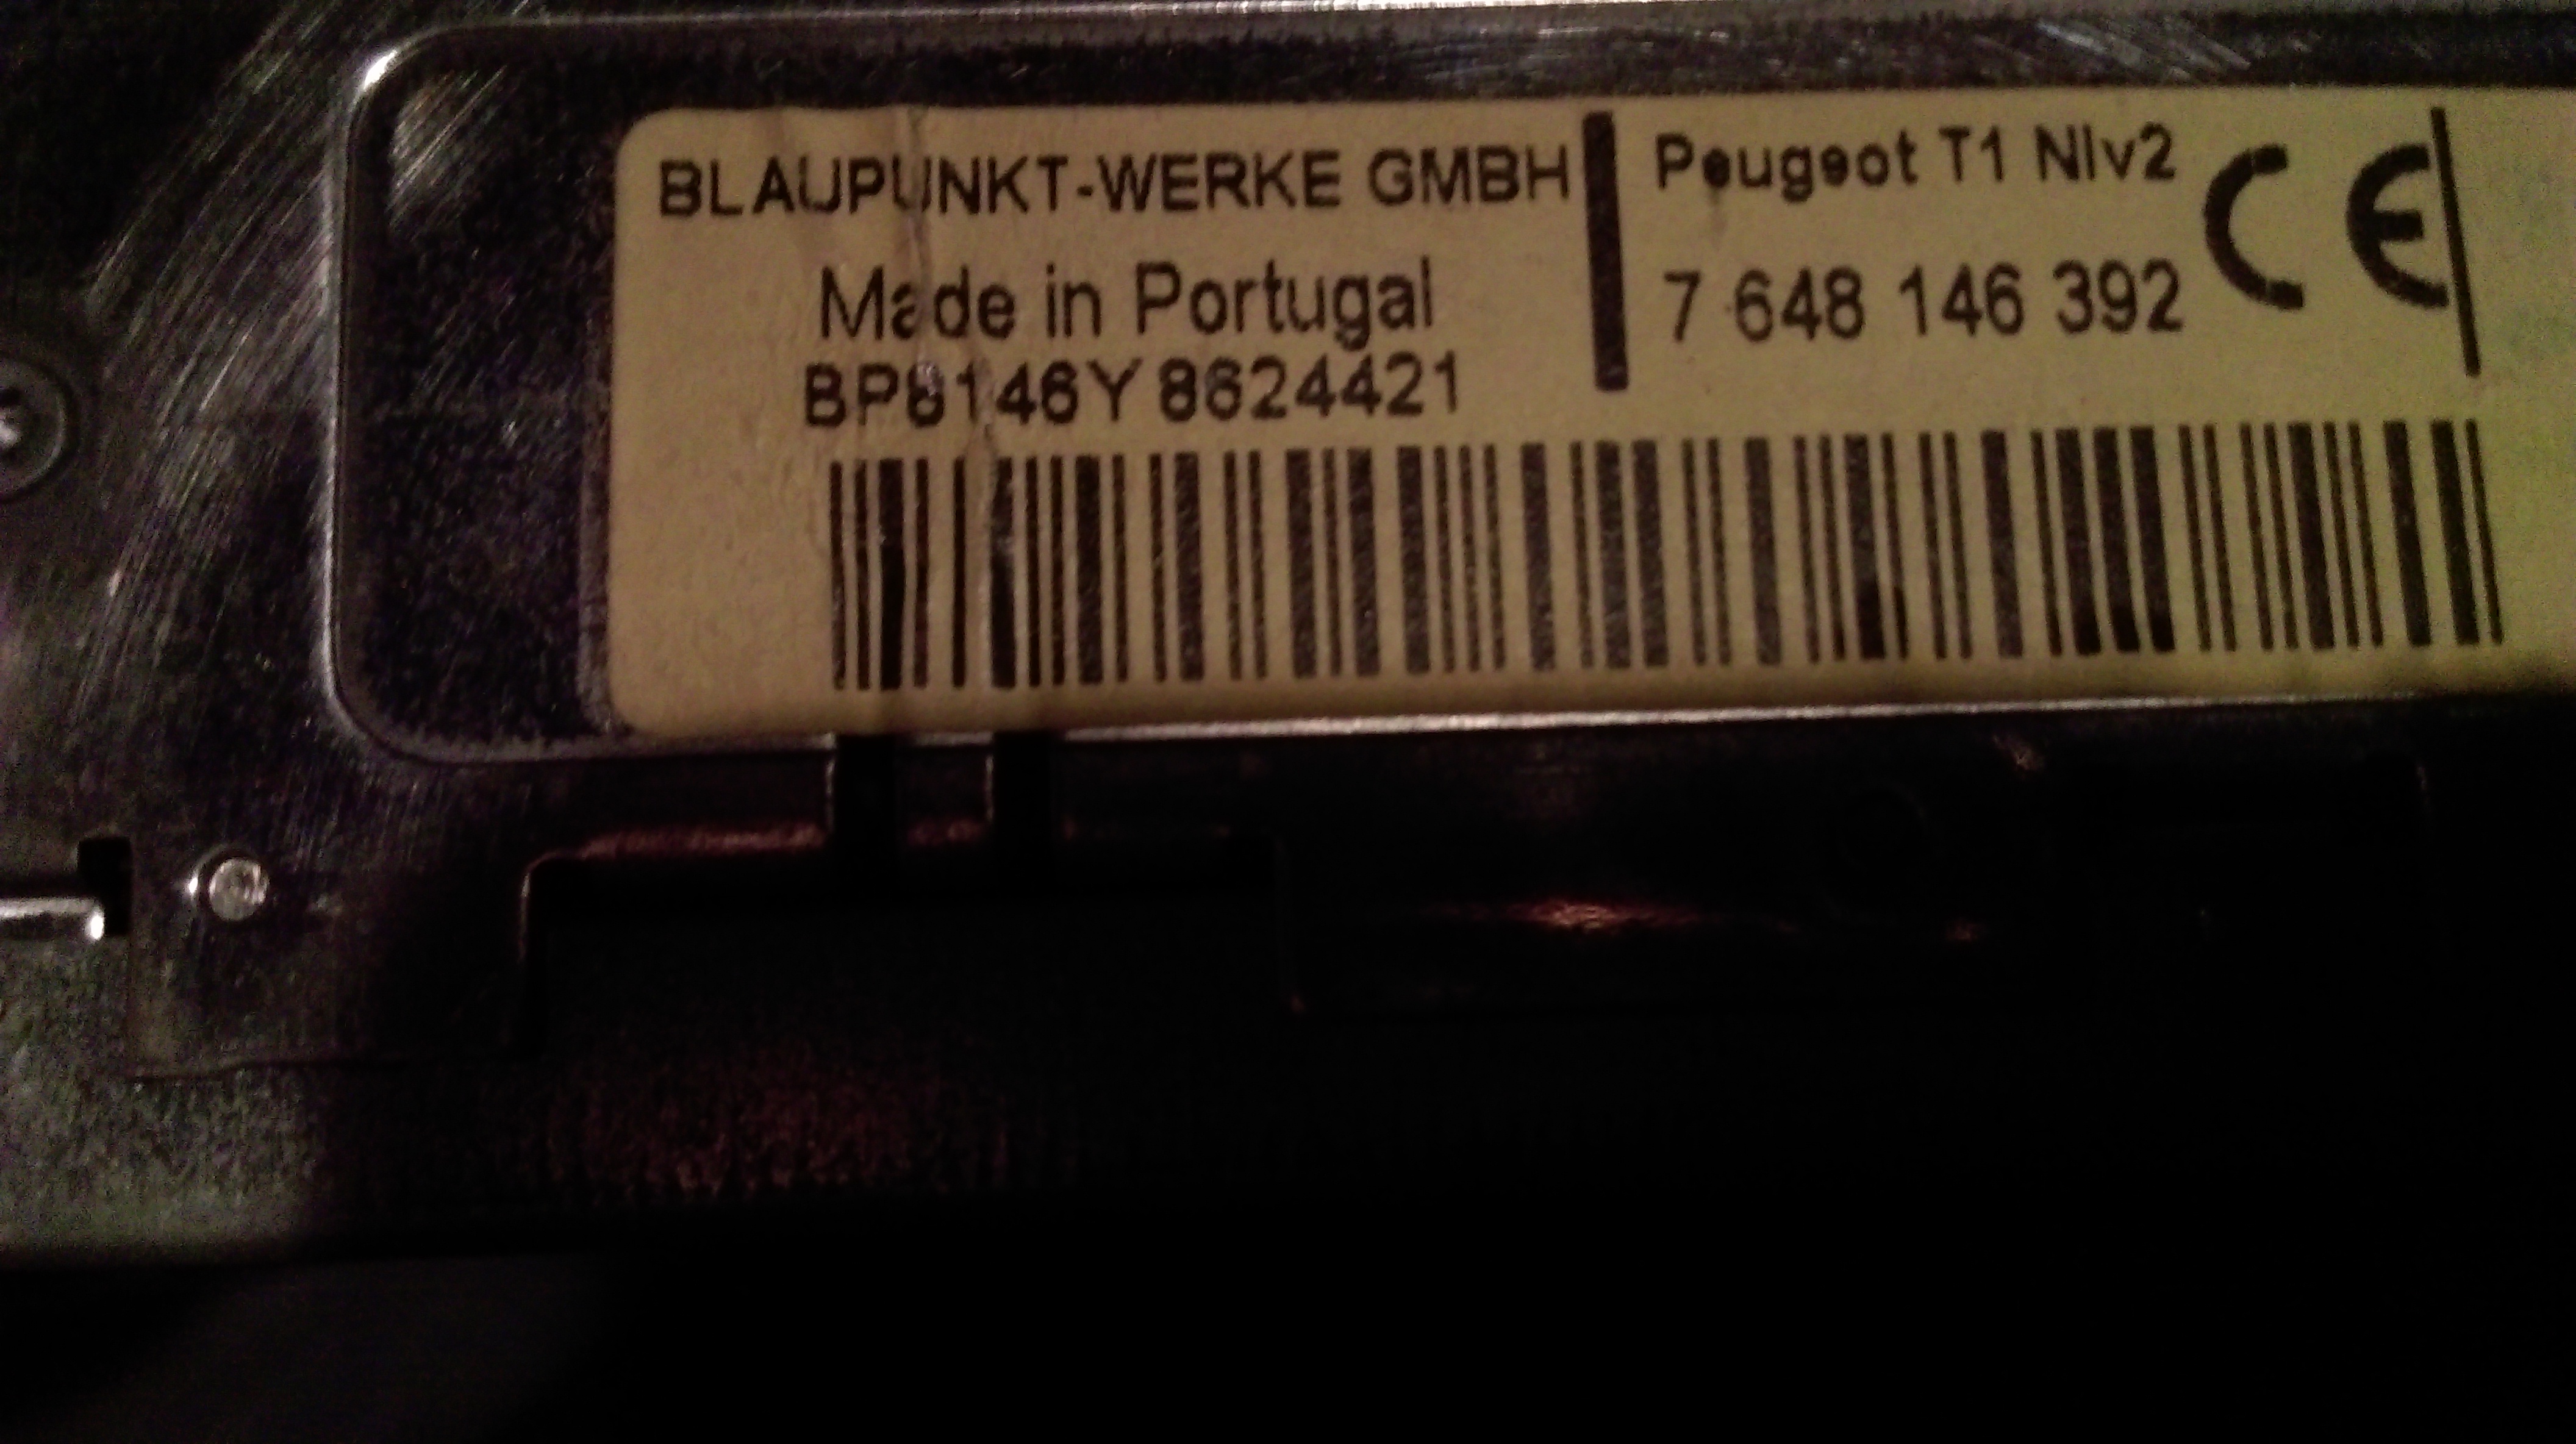 BLAUPUNKT-WERKE GMBH
Made in Portugal
BP8146Y 8624421
Peugeot T1 NIv2
7 648 146 392
CE